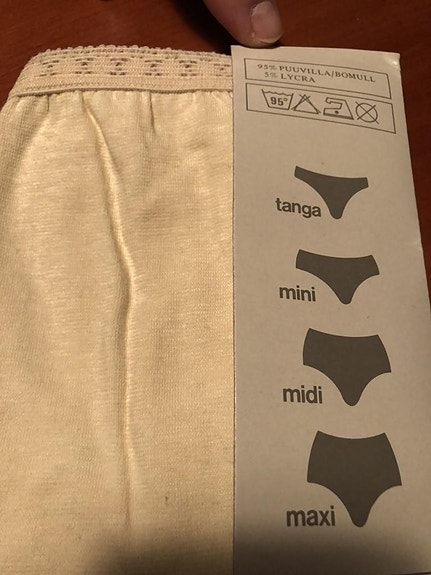 95% PUUVILLA/BOMULL
5% LYCRA
95°
tanga
mini
midi
maxi